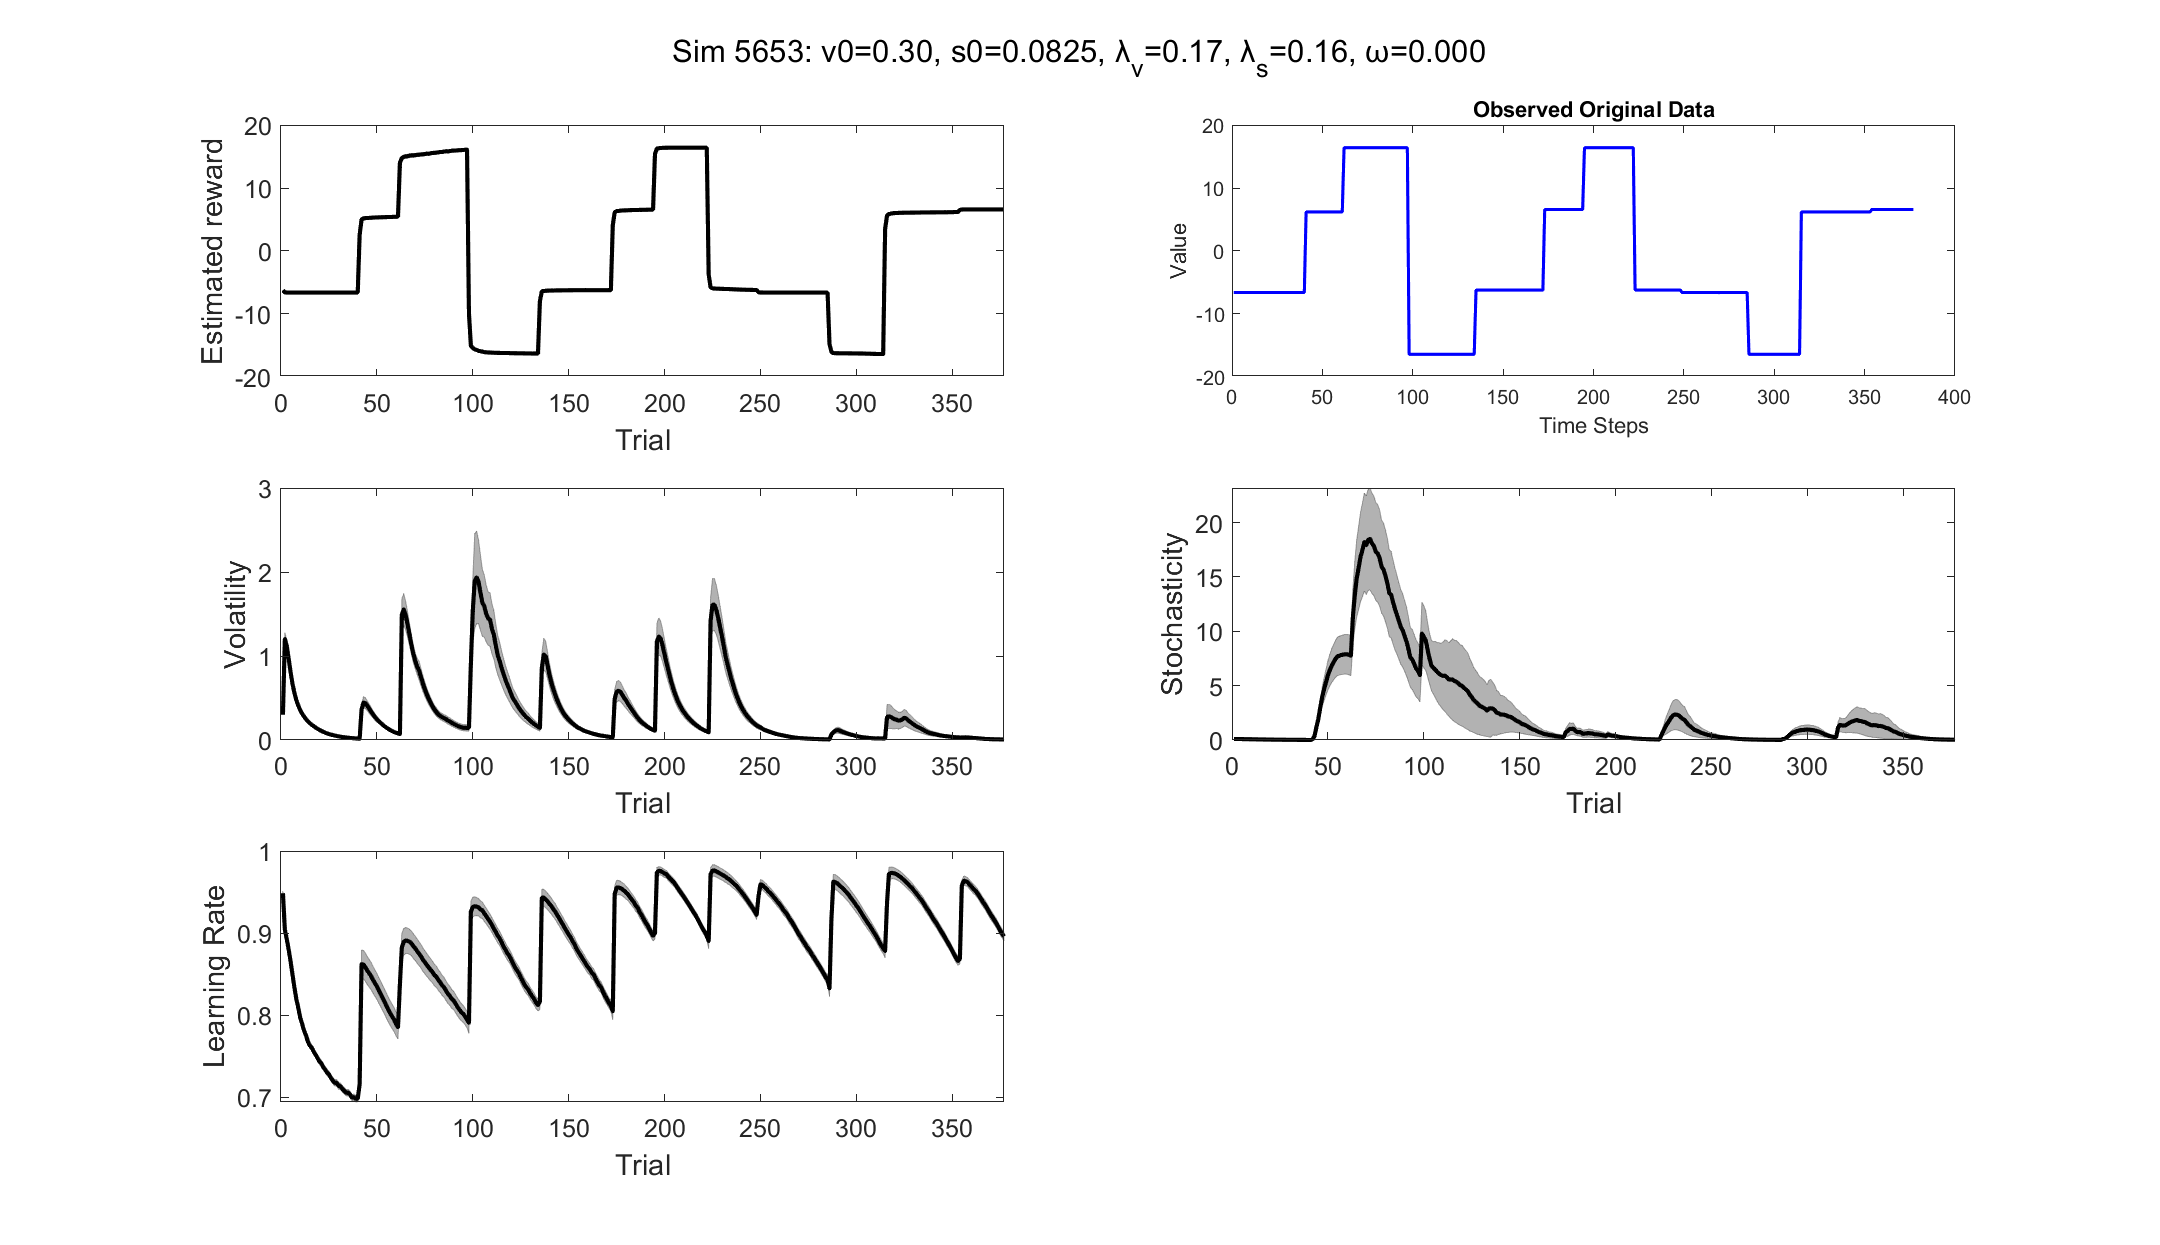 Sim 5653: v0=0.30, s0=0.0825, λ_v=0.17, λ_s=0.16, ω=0.000
20
10
0
-10
-20
Estimated reward
0 50 100 150 200 250 300 350
Trial
Observed Original Data
20
10
0
-10
-20
Value
0 50 100 150 200 250 300 350 400
Time Steps
3
2
1
0
Volatility
0 50 100 150 200 250 300 350
Trial
20
15
10
5
0
Stochasticity
0 50 100 150 200 250 300 350
Trial
1
0.9
0.8
0.7
Learning Rate
0 50 100 150 200 250 300 350
Trial